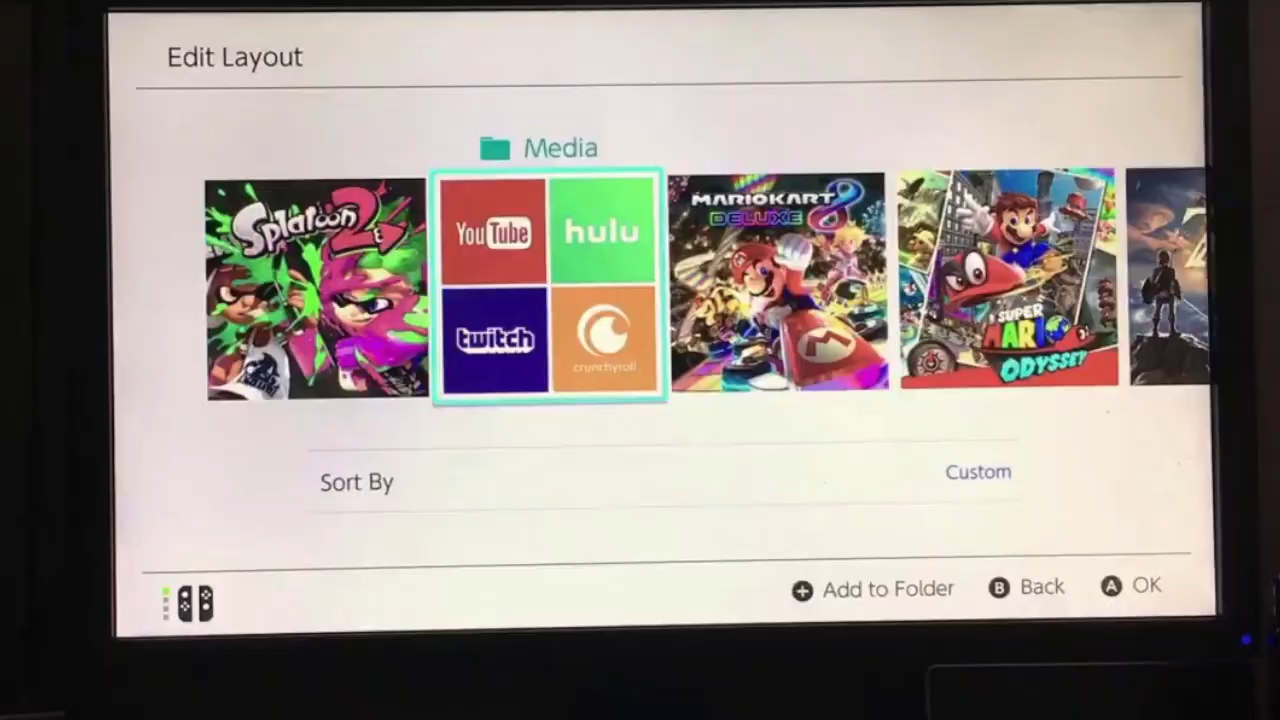 Edit Layout
Media
Splatoon 2
YouTube
hulu
twitch
crunchyroll
MARIOKART 8
DELUXE
SUPER
MARIO
ODYSSEY
Z
Sort By
Custom
+ Add to Folder
B Back
A OK